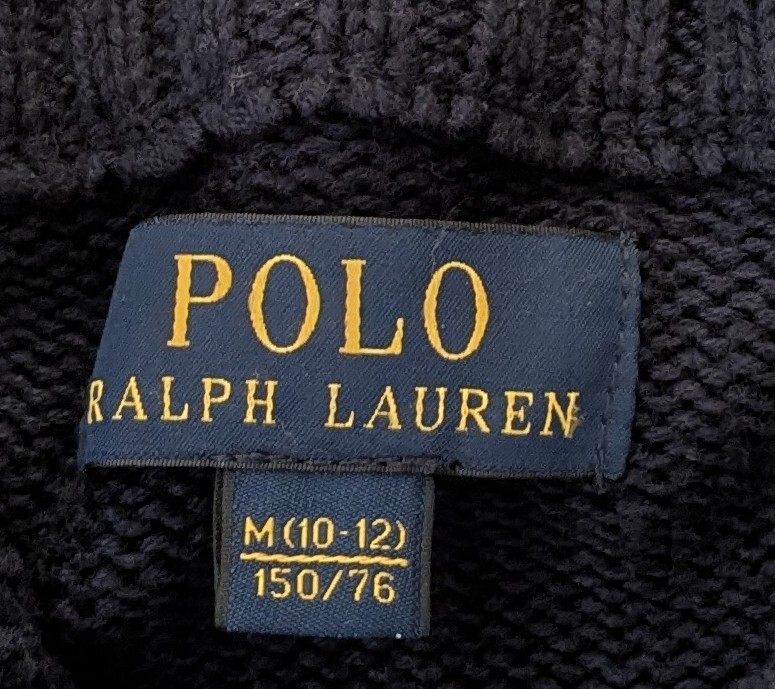 POLO
RALPH LAUREN
M(10-12)
150/76